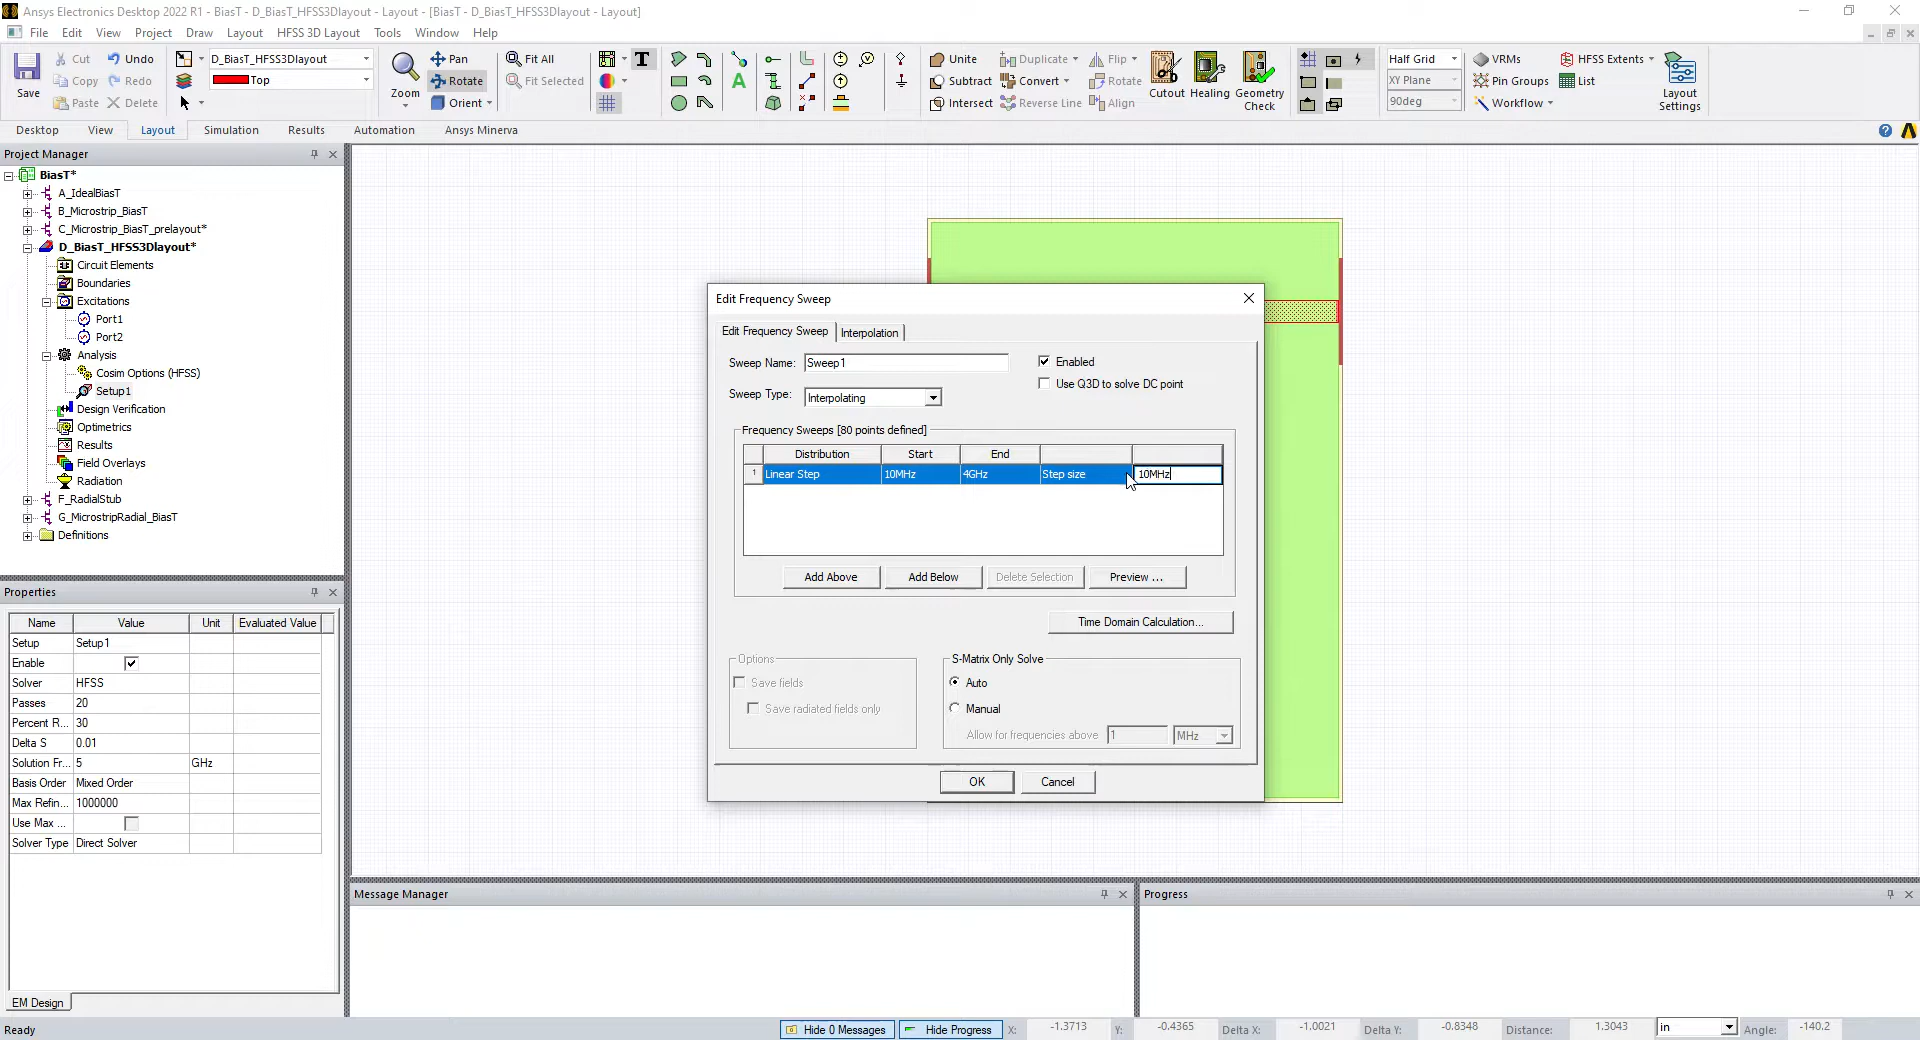 Ansys Electronics Desktop 2022 R1 - BiasT - D_BiasT_HFSS3Dlayout - Layout - [BiasT - D_BiasT_HFSS3Dlayout - Layout]
File Edit View Project Draw Layout HFSS 3D Layout Tools Window Help
Save
Cut Undo
Copy Redo
Paste Delete
D_BiasT_HFSS3Dlayout
Top
Zoom
Pan
Rotate
Orient
Fit All
Fit Selected
T
A
Unite Duplicate Flip
Subtract Convert Rotate
Intersect Reverse Line Align
Cutout Healing Geometry Check
Half Grid
XY Plane
90deg
VRMs HFSS Extents
Pin Groups List
Workflow
Layout Settings
Desktop View Layout Simulation Results Automation Ansys Minerva
Project Manager
BiasT*
A_IdealBiasT
B_Microstrip_BiasT
C_Microstrip_BiasT_prelayout*
D_BiasT_HFSS3Dlayout*
Circuit Elements
Boundaries
Excitations
Port1
Port2
Analysis
Cosim Options (HFSS)
Setup1
Design Verification
Optimetrics
Results
Field Overlays
Radiation
F_RadialStub
G_MicrostripRadial_BiasT
Definitions
Properties
Name Value Unit Evaluated Value
Setup Setup1
Enable
Solver HFSS
Passes 20
Percent R... 30
Delta S 0.01
Solution Fr... 5 GHz
Basis Order Mixed Order
Max Refin... 1000000
Use Max ...
Solver Type Direct Solver
EM Design
Edit Frequency Sweep
Edit Frequency Sweep Interpolation
Sweep Name: Sweep1 Enabled
Use Q3D to solve DC point
Sweep Type: Interpolating
Frequency Sweeps [80 points defined]
Distribution Start End
1 Linear Step 10MHz 4GHz Step size 10MHz
Add Above Add Below Delete Selection Preview ...
Time Domain Calculation...
Options
Save fields
Save radiated fields only
S-Matrix Only Solve
Auto
Manual
Allow for frequencies above 1 MHz
OK Cancel
Message Manager
Progress
Ready
Hide 0 Messages Hide Progress X: -1.3713 Y: -0.4365 Delta X: -1.0021 Delta Y: -0.8348 Distance: 1.3043 in Angle: -140.2